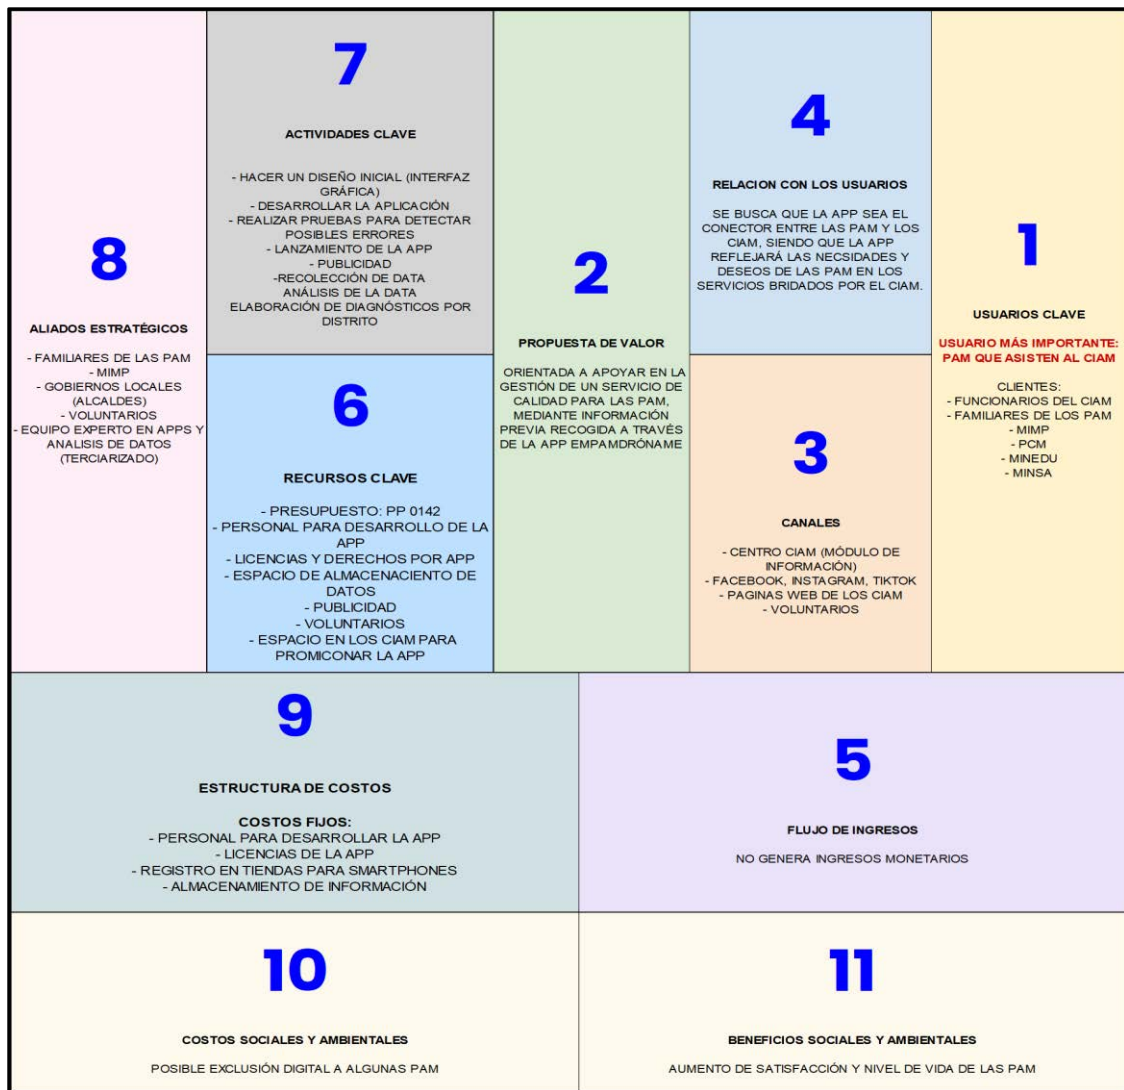 8
ALIADOS ESTRATÉGICOS
- FAMILIARES DE LAS PAM
- MIMP
- GOBIERNOS LOCALES
(ALCALDES)
- VOLUNTARIOS
- EQUIPO EXPERTO EN APPS Y
ANALISIS DE DATOS
(TERCIARIZADO)
7
ACTIVIDADES CLAVE
- HACER UN DISEÑO INICIAL (INTERFAZ
GRÁFICA)
- DESARROLLAR LA APLICACIÓN
- REALIZAR PRUEBAS PARA DETECTAR
POSIBLES ERRORES
- LANZAMIENTO DE LA APP
- PUBLICIDAD
-RECOLECCIÓN DE DATA
ANÁLISIS DE LA DATA
ELABORACIÓN DE DIAGNÓSTICOS POR
DISTRITO
6
RECURSOS CLAVE
- PRESUPUESTO: PP 0142
- PERSONAL PARA DESARROLLO DE LA
APP
- LICENCIAS Y DERECHOS POR APP
- ESPACIO DE ALMACENACIENTO DE
DATOS
- PUBLICIDAD
- VOLUNTARIOS
- ESPACIO EN LOS CIAM PARA
PROMICONAR LA APP
2
PROPUESTA DE VALOR
ORIENTADA A APOYAR EN LA
GESTIÓN DE UN SERVICIO DE
CALIDAD PARA LAS PAM,
MEDIANTE INFORMACIÓN
PREVIA RECOGIDA A TRAVÉS
DE LA APP EMPAMDRÓNAME
4
RELACION CON LOS USUARIOS
SE BUSCA QUE LA APP SEA EL
CONECTOR ENTRE LAS PAM Y LOS
CIAM, SIENDO QUE LA APP
REFLEJARÁ LAS NECSIDADES Y
DESEOS DE LAS PAM EN LOS
SERVICIOS BRIDADOS POR EL CIAM.
3
CANALES
- CENTRO CIAM (MÓDULO DE
INFORMACIÓN)
- FACEBOOK, INSTAGRAM, TIKTOK
- PAGINAS WEB DE LOS CIAM
- VOLUNTARIOS
1
USUARIOS CLAVE
USUARIO MÁS IMPORTANTE:
PAM QUE ASISTEN AL CIAM
CLIENTES:
- FUNCIONARIOS DEL CIAM
- FAMILIARES DE LOS PAM
- MIMP
- PCM
- MINEDU
- MINSA
9
ESTRUCTURA DE COSTOS
COSTOS FIJOS:
- PERSONAL PARA DESARROLLAR LA APP
- LICENCIAS DE LA APP
- REGISTRO EN TIENDAS PARA SMARTPHONES
- ALMACENAMIENTO DE INFORMACIÓN
5
FLUJO DE INGRESOS
NO GENERA INGRESOS MONETARIOS
10
COSTOS SOCIALES Y AMBIENTALES
POSIBLE EXCLUSIÓN DIGITAL A ALGUNAS PAM
11
BENEFICIOS SOCIALES Y AMBIENTALES
AUMENTO DE SATISFACCIÓN Y NIVEL DE VIDA DE LAS PAM